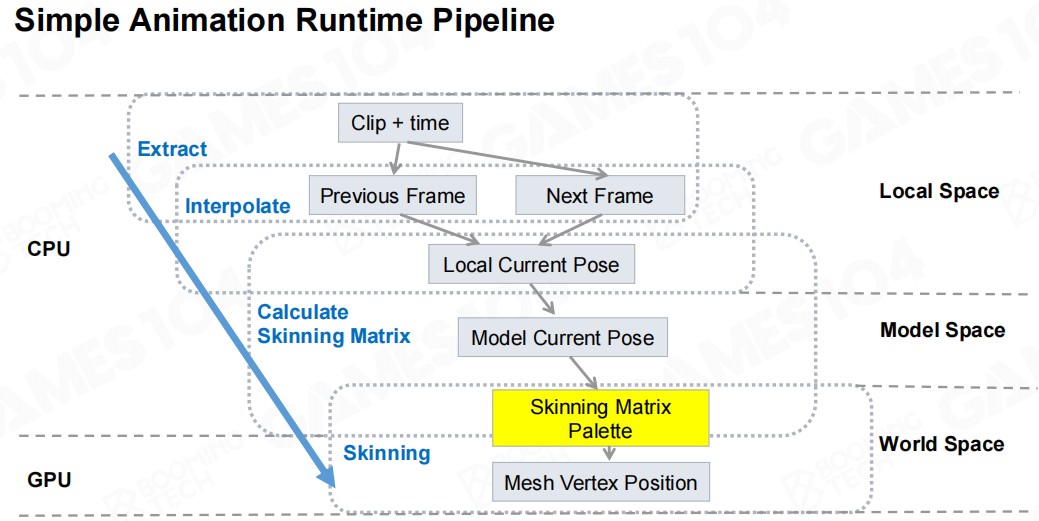 Simple Animation Runtime Pipeline
Clip + time
Extract
Previous Frame
Next Frame
Local Space
Interpolate
CPU
Local Current Pose
Calculate
Skinning Matrix
Model Current Pose
Model Space
Skinning Matrix
Palette
Skinning
World Space
GPU
Mesh Vertex Position
GAMES104
BOOMING
TECH